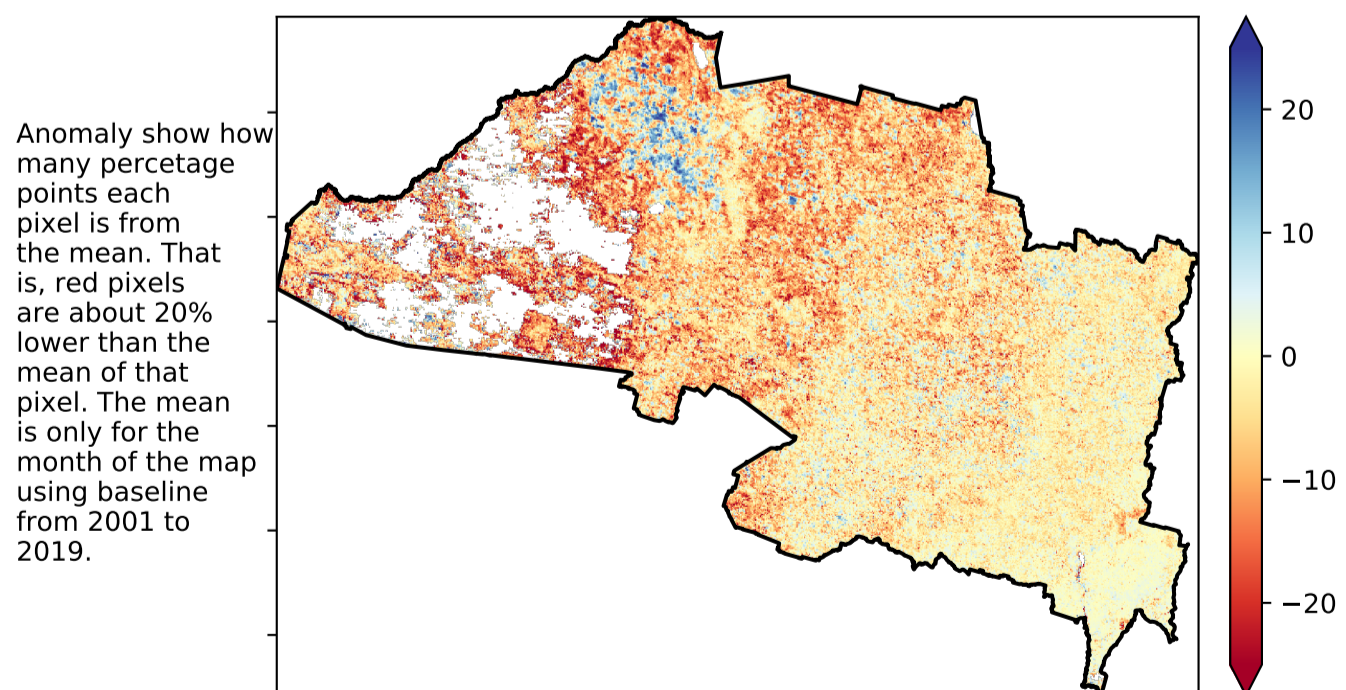 Anomaly show how
many percetage
points each
pixel is from
the mean. That
is, red pixels
are about 20%
lower than the
mean of that
pixel. The mean
is only for the
month of the map
using baseline
from 2001 to
2019.
20
10
0
−10
−20